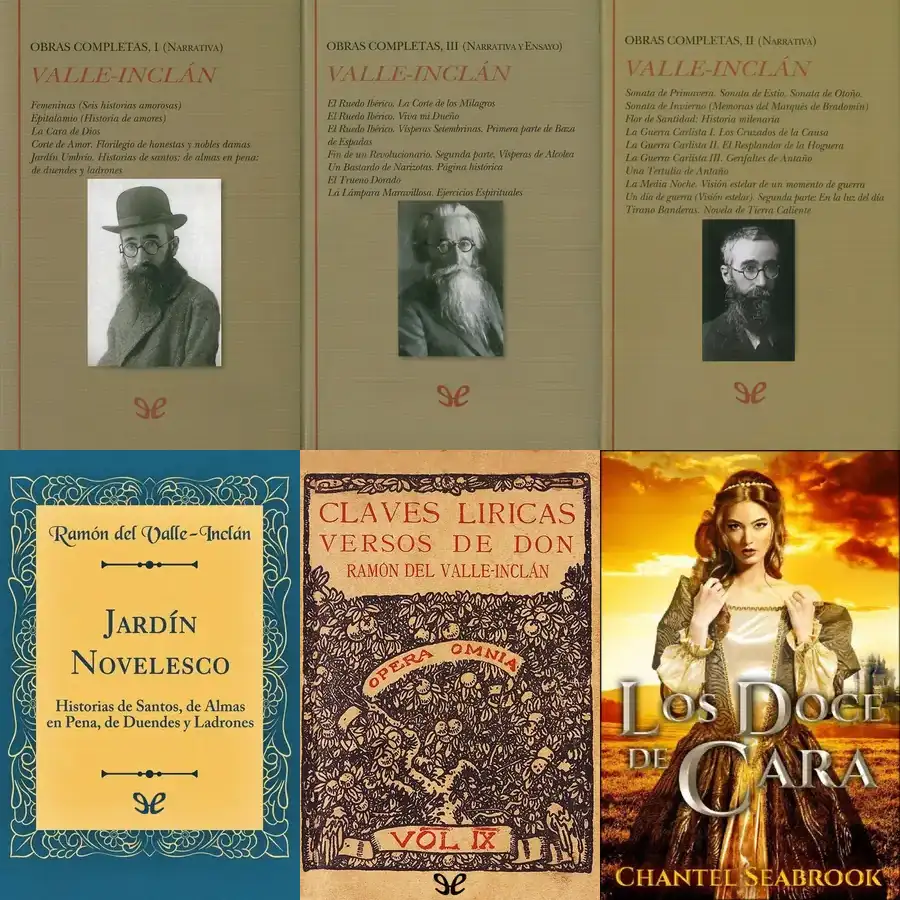 OBRAS COMPLETAS, I (NARRATIVA)
VALLE-INCLÁN
Femeninas (Seis historias amorosas)
Epitalamio (Historia de amores)
La Cara de Dios
Corte de Amor. Florilegio de honestas y nobles damas
Jardín Umbrío. Historias de santos: de almas en pena:
de duendes y ladrones
OBRAS COMPLETAS, III (NARRATIVA Y ENSAYO)
VALLE-INCLÁN
El Ruedo Ibérico. La Corte de los Milagros
El Ruedo Ibérico. Viva mi Dueño
El Ruedo Ibérico. Vísperas Setembrinas. Primera parte de Baza
de Espadas
Fin de un Revolucionario. Segunda parte, Vísperas de Alcolea
Un Bastardo de Narizotas. Página histórica
El Trueno Dorado
La Lámpara Maravillosa. Ejercicios Espirituales
OBRAS COMPLETAS, II (NARRATIVA)
VALLE-INCLÁN
Sonata de Primavera. Sonata de Estío. Sonata de Otoño.
Sonata de Invierno (Memorias del Marqués de Bradomín)
Flor de Santidad: Historia milenaria
La Guerra Carlista I. Los Cruzados de la Causa
La Guerra Carlista II. El Resplandor de la Hoguera
La Guerra Carlista III. Gerifaltes de Antaño
Una Tertulia de Antaño
La Media Noche. Visión estelar de un momento de guerra
Un día de guerra (Visión estelar). Segunda parte: En la luz del día
Tirano Banderas. Novela de Tierra Caliente
Ramón del Valle-Inclán
JARDÍN
NOVELESCO
Historias de Santos, de Almas
en Pena, de Duendes y Ladrones
CLAVES LIRICAS
VERSOS DE DON
RAMÓN DEL VALLE-INCLÁN
OPERA OMNIA
VOL IX
LOS DOCE
DE CARA
CHANTEL SEABROOK